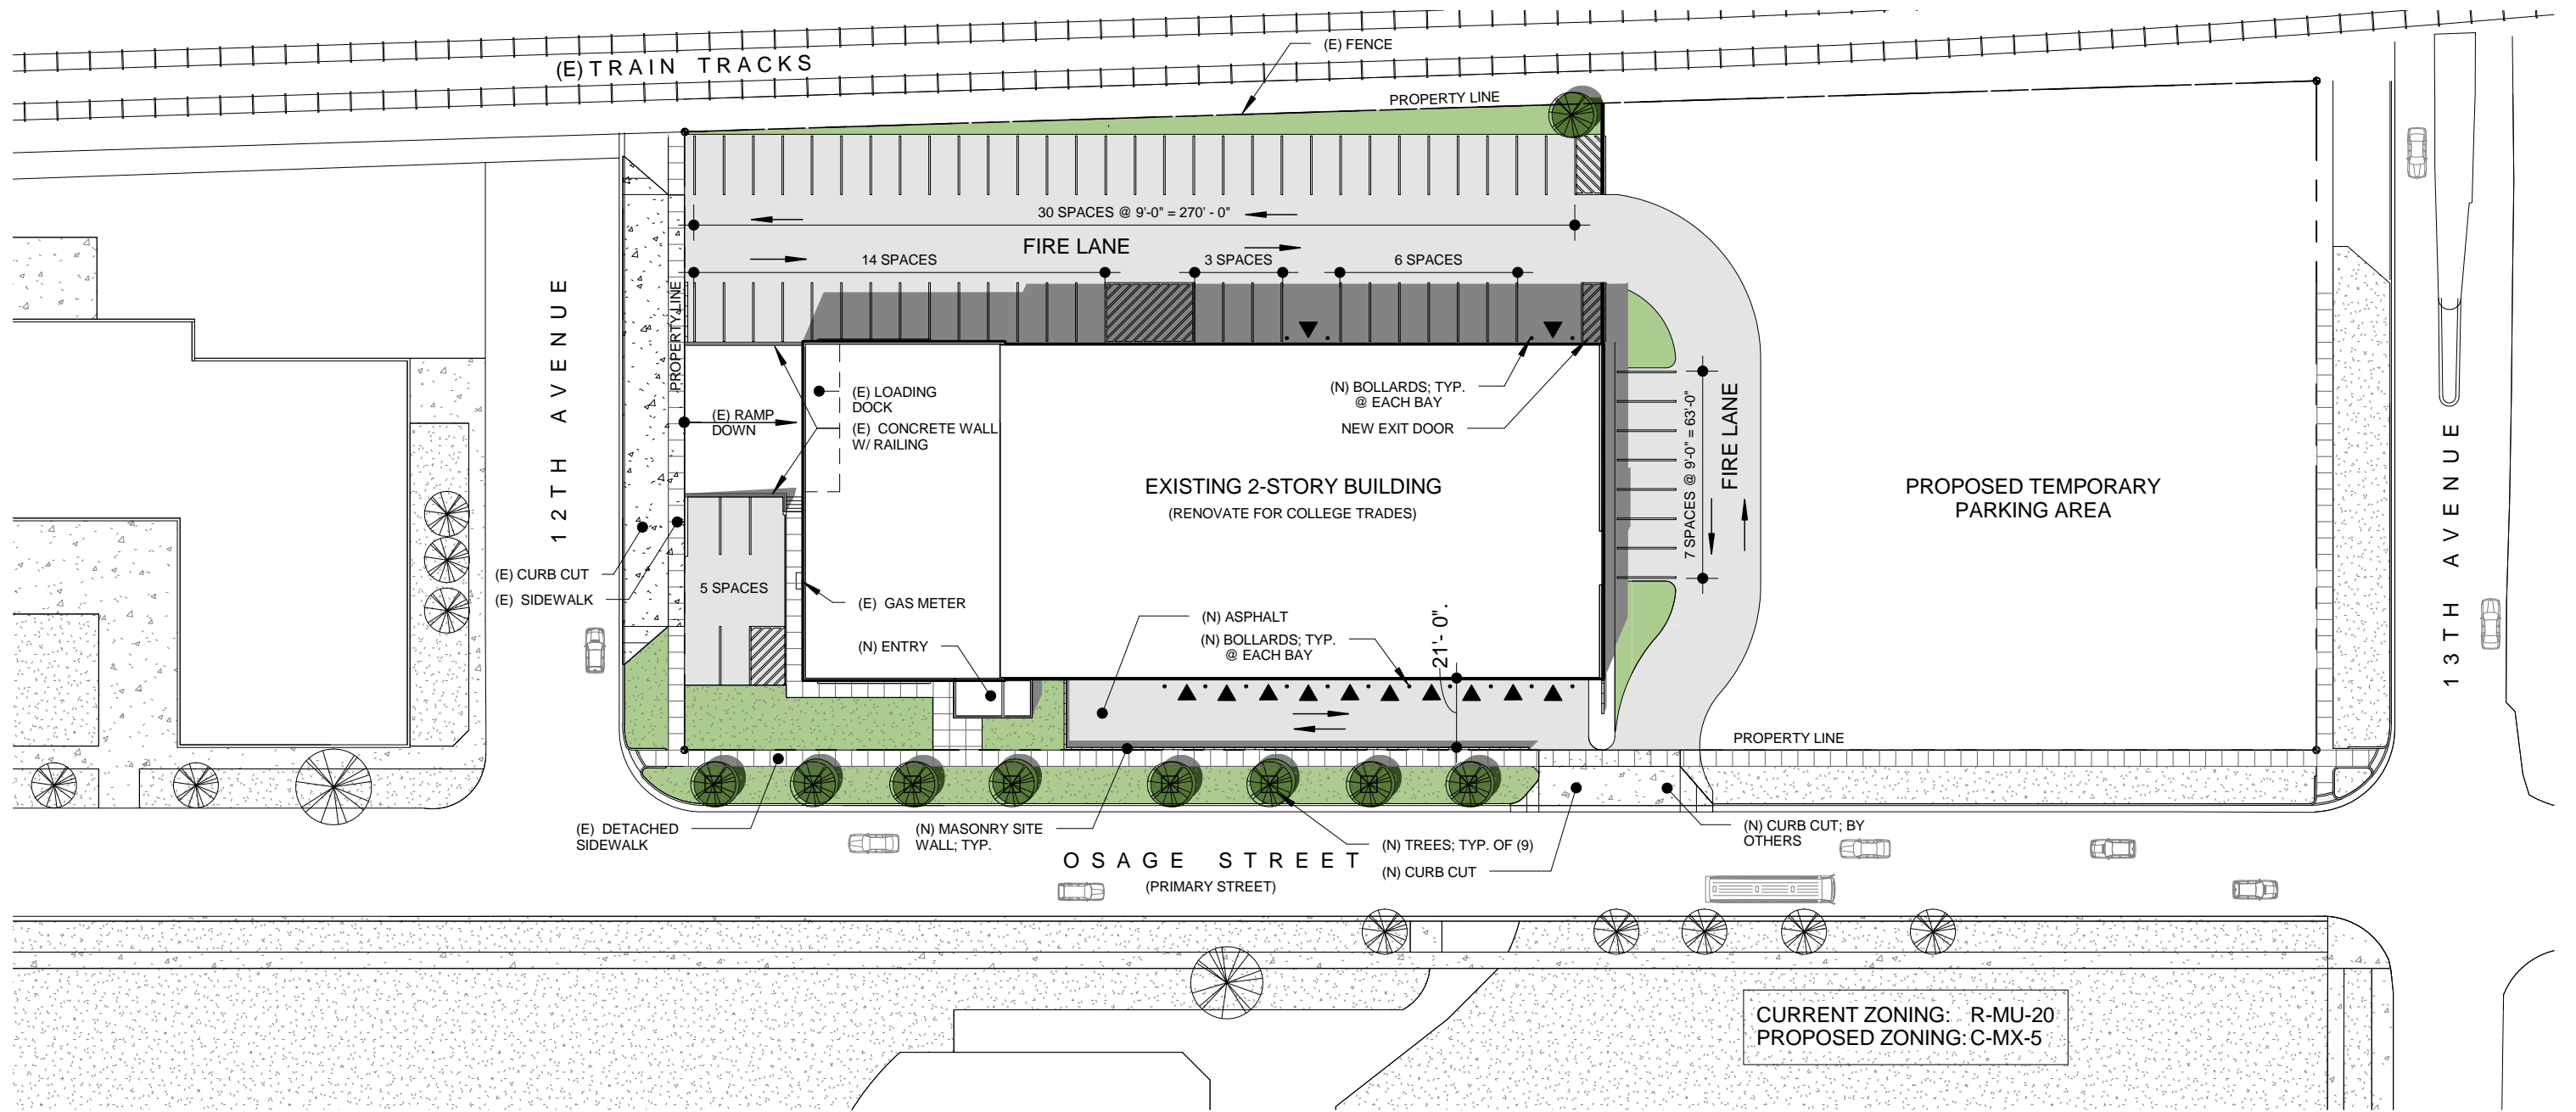 (E) FENCE
(E) TRAIN TRACKS
PROPERTY LINE
30 SPACES @ 9'-0" = 270' - 0"
FIRE LANE
14 SPACES
3 SPACES
6 SPACES
12TH AVENUE
PROPERTY LINE
(E) LOADING
DOCK
(E) RAMP
DOWN
(E) CONCRETE WALL
W/ RAILING
(N) BOLLARDS; TYP.
@ EACH BAY
NEW EXIT DOOR
7 SPACES @ 9'-0" = 63'-0"
FIRE LANE
EXISTING 2-STORY BUILDING
(RENOVATE FOR COLLEGE TRADES)
PROPOSED TEMPORARY
PARKING AREA
13TH AVENUE
(E) CURB CUT
(E) SIDEWALK
5 SPACES
(E) GAS METER
(N) ENTRY
(N) ASPHALT
(N) BOLLARDS; TYP.
@ EACH BAY
21'- 0".
PROPERTY LINE
(E) DETACHED
SIDEWALK
(N) MASONRY SITE
WALL; TYP.
(N) TREES; TYP. OF (9)
(N) CURB CUT
(N) CURB CUT; BY
OTHERS
OSAGE STREET
(PRIMARY STREET)
CURRENT ZONING: R-MU-20
PROPOSED ZONING: C-MX-5